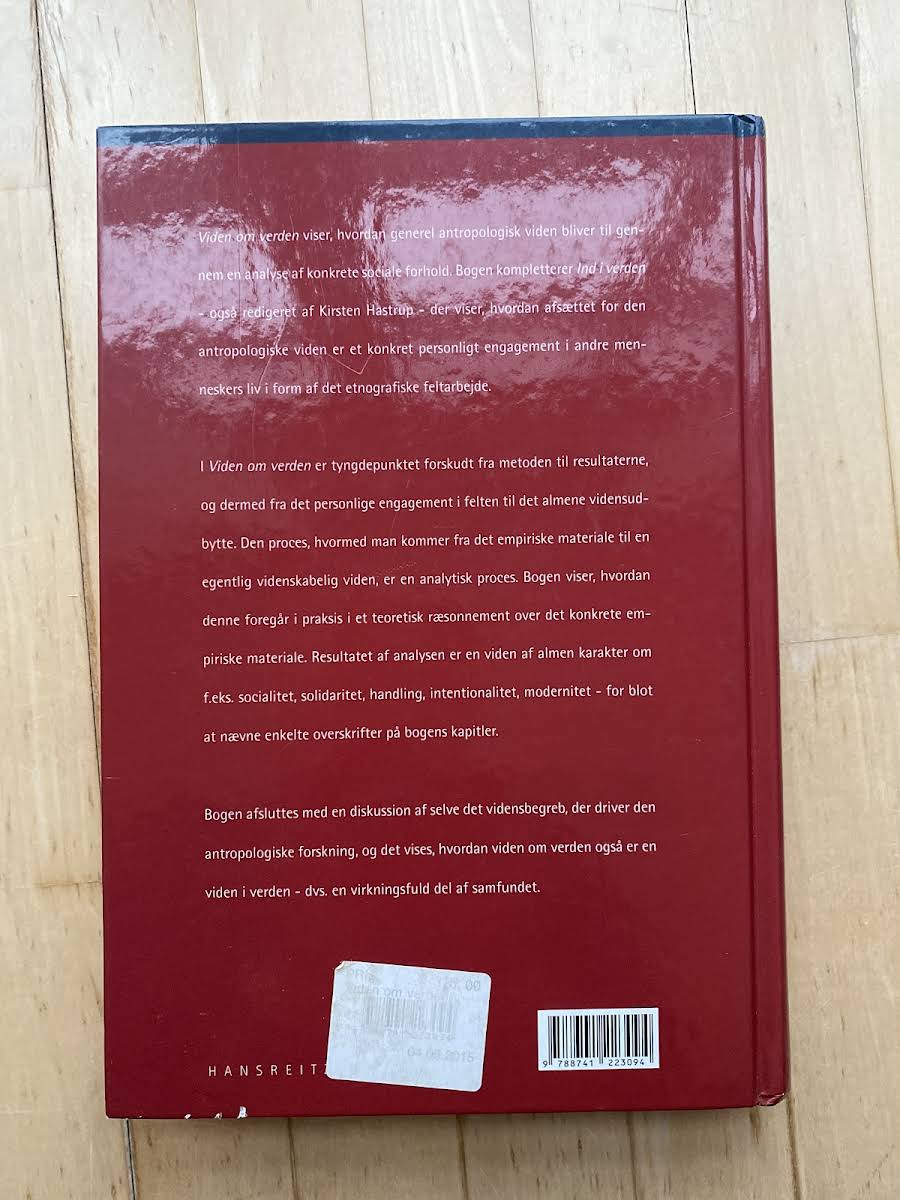 Viden om verden viser, hvordan generel antropologisk viden bliver til gen-
nem en analyse af konkrete sociale forhold. Bogen kompletterer Ind i verden
- også redigeret af Kirsten Hastrup - der viser, hvordan afsættet for den
antropologiske viden er et konkret personligt engagement i andre men-
neskers liv i form af det etnografiske feltarbejde.
I Viden om verden er tyngdepunktet forskudt fra metoden til resultaterne,
og dermed fra det personlige engagement i felten til det almene vidensud-
bytte. Den proces, hvormed man kommer fra det empiriske materiale til en
egentlig videnskabelig viden, er en analytisk proces. Bogen viser, hvordan
denne foregår i praksis i et teoretisk ræsonnement over det konkrete em-
piriske materiale. Resultatet af analysen er en viden af almen karakter om
f.eks. socialitet, solidaritet, handling, intentionalitet, modernitet - for blot
at nævne enkelte overskrifter på bogens kapitler.
Bogen afsluttes med en diskussion af selve det vidensbegreb, der driver den
antropologiske forskning, og det vises, hvordan viden om verden også er en
viden i verden - dvs. en virkningsfuld del af samfundet.
om
HANSREIT
9 788741 223094